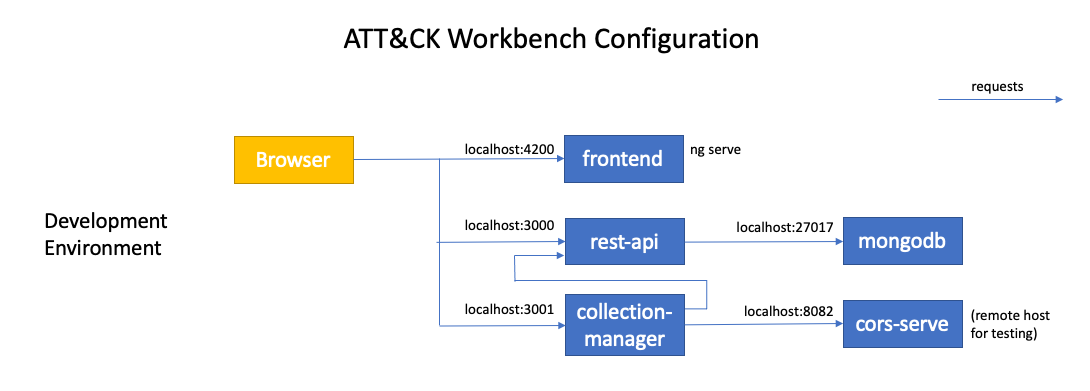 ATT&CK Workbench Configuration
requests
Browser
localhost:4200
frontend
ng serve
Development
Environment
localhost:3000
rest-api
localhost:27017
mongodb
localhost:3001
collection-
manager
localhost:8082
cors-serve
(remote host
for testing)